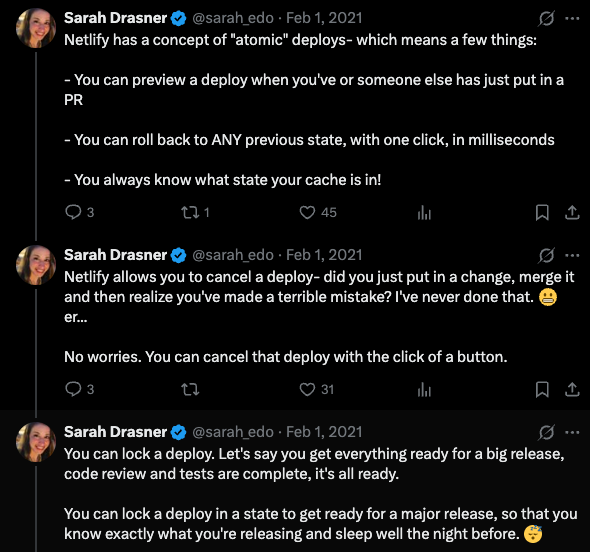 Sarah Drasner @sarah_edo · Feb 1, 2021
Netlify has a concept of "atomic" deploys- which means a few things:
- You can preview a deploy when you've or someone else has just put in a
PR
- You can roll back to ANY previous state, with one click, in milliseconds
- You always know what state your cache is in!
3 1 45
Sarah Drasner @sarah_edo · Feb 1, 2021
Netlify allows you to cancel a deploy- did you just put in a change, merge it
and then realize you've made a terrible mistake? I've never done that. 😬
er...
No worries. You can cancel that deploy with the click of a button.
3 31
Sarah Drasner @sarah_edo · Feb 1, 2021
You can lock a deploy. Let's say you get everything ready for a big release,
code review and tests are complete, it's all ready.
You can lock a deploy in a state to get ready for a major release, so that you
know exactly what you're releasing and sleep well the night before. 😴